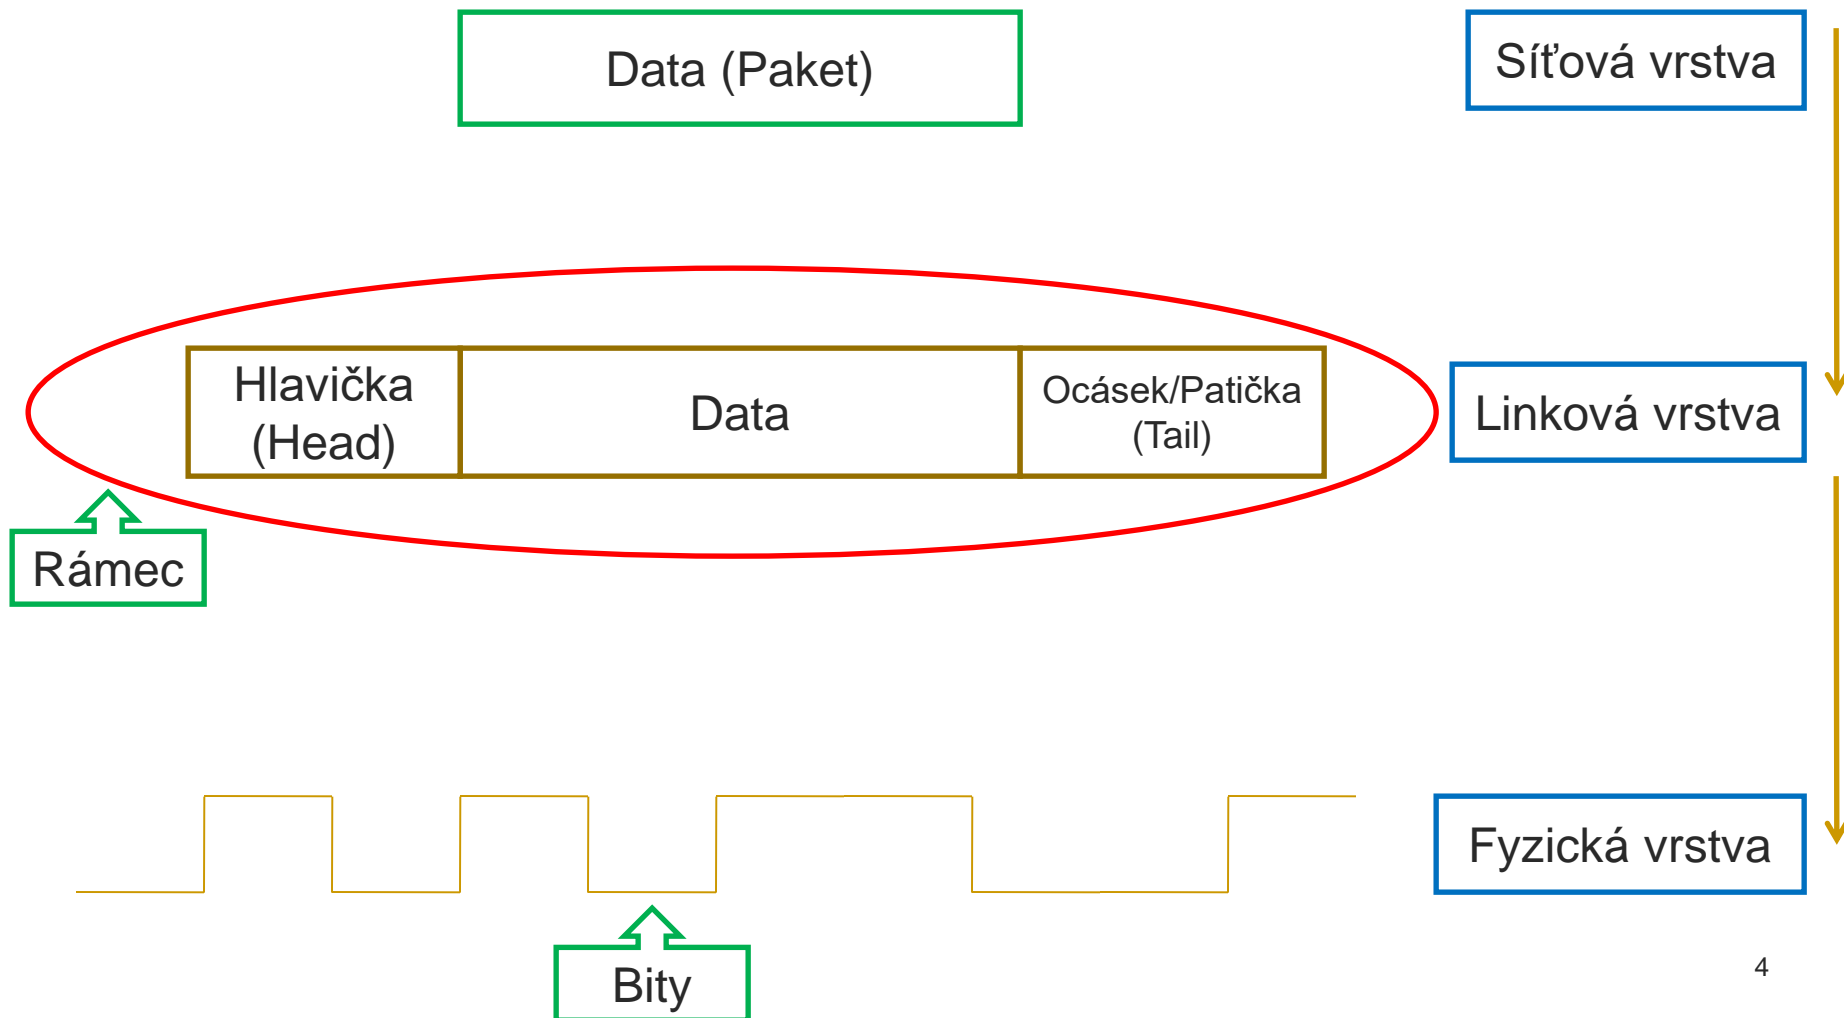 Data (Paket)
Síťová vrstva
Hlavička
(Head)
Data
Ocásek/Patička
(Tail)
Linková vrstva
Rámec
Fyzická vrstva
Bity
4